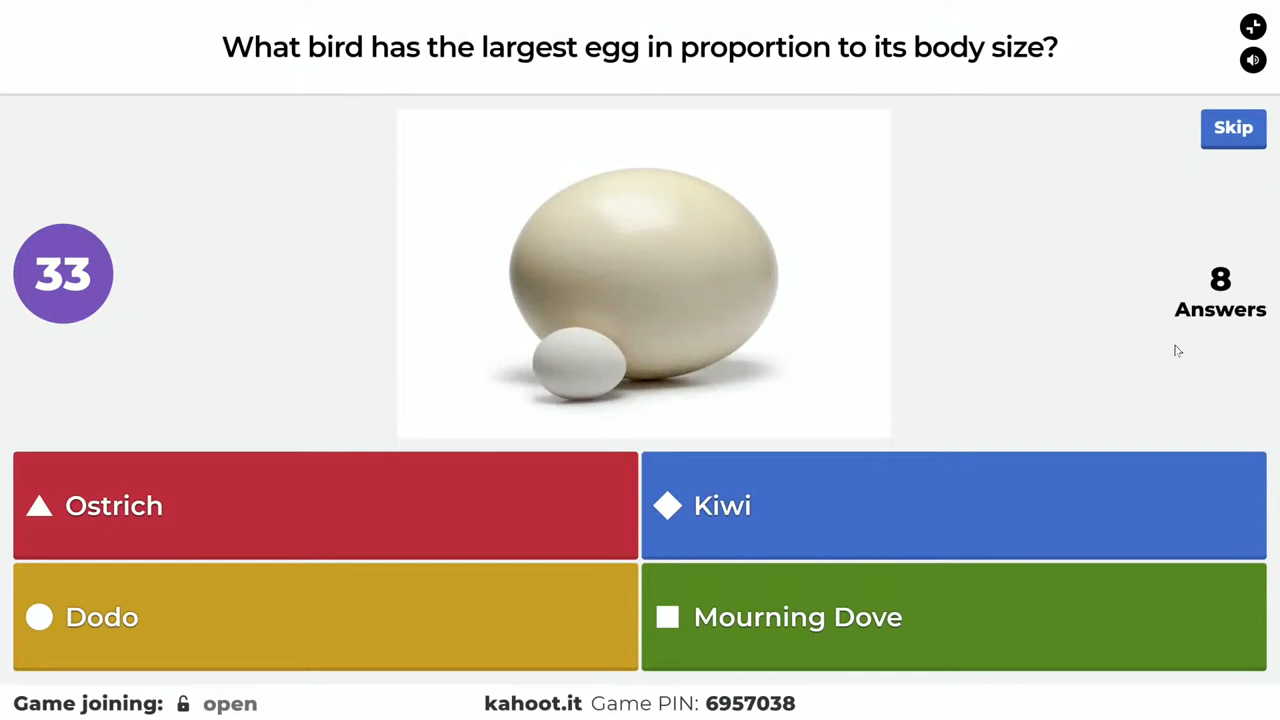 What bird has the largest egg in proportion to its body size?
Skip
33
8
Answers
Ostrich
Kiwi
Dodo
Mourning Dove
Game joining: open
kahoot.it Game PIN: 6957038